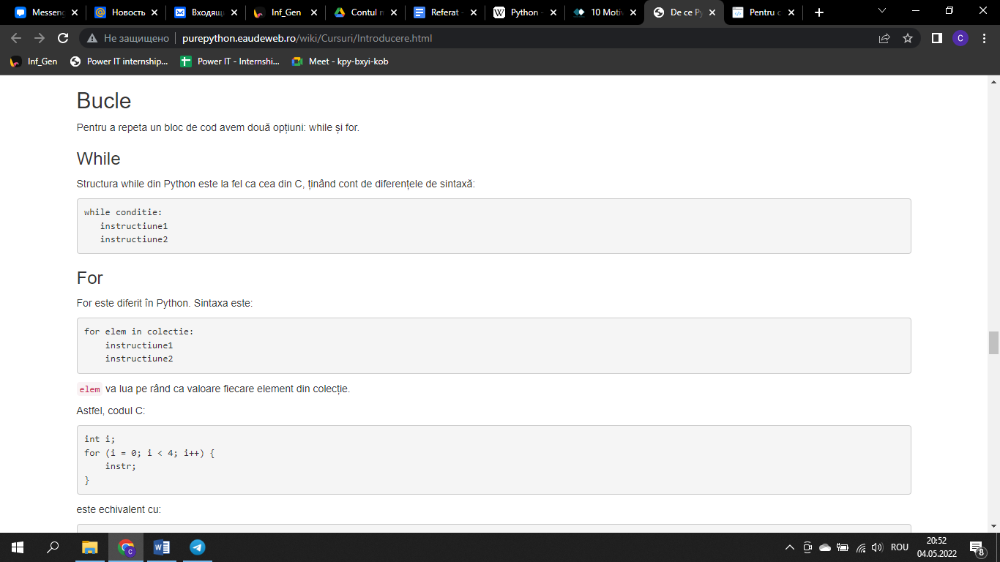 Messeng
Новость
Входящ
Inf_Gen
Contul m
Referat -
Python -
10 Motiv
De ce Py
Pentru c
Не защищено
purepython.eaudeweb.ro/wiki/Cursuri/Introducere.html
C
Inf_Gen
Power IT internship...
Power IT - Internshi...
Meet - kpy-bxyi-kob
Bucle
Pentru a repeta un bloc de cod avem două opțiuni: while și for.
While
Structura while din Python este la fel ca cea din C, ținând cont de diferențele de sintaxă:
while conditie:
instructiune1
instructiune2
For
For este diferit în Python. Sintaxa este:
for elem in colectie:
instructiune1
instructiune2
elem va lua pe rând ca valoare fiecare element din colecție.
Astfel, codul C:
int i;
for (i = 0; i < 4; i++) {
instr;
}
este echivalent cu:
ROU
20:52
04.05.2022
8